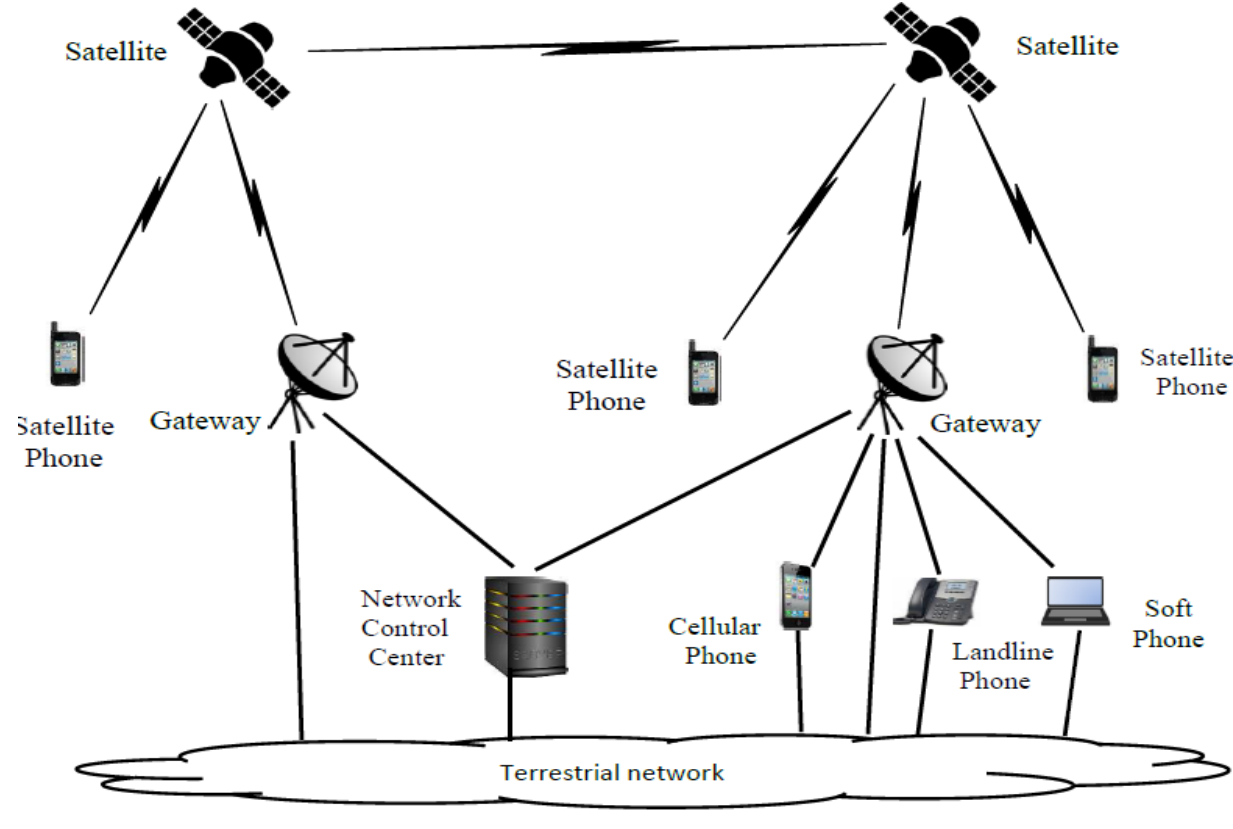 Satellite
Satellite
Satellite
Phone
Gateway
Satellite
Phone
Gateway
Satellite
Phone
Network
Control
Center
Cellular
Phone
Landline
Phone
Soft
Phone
Terrestrial network